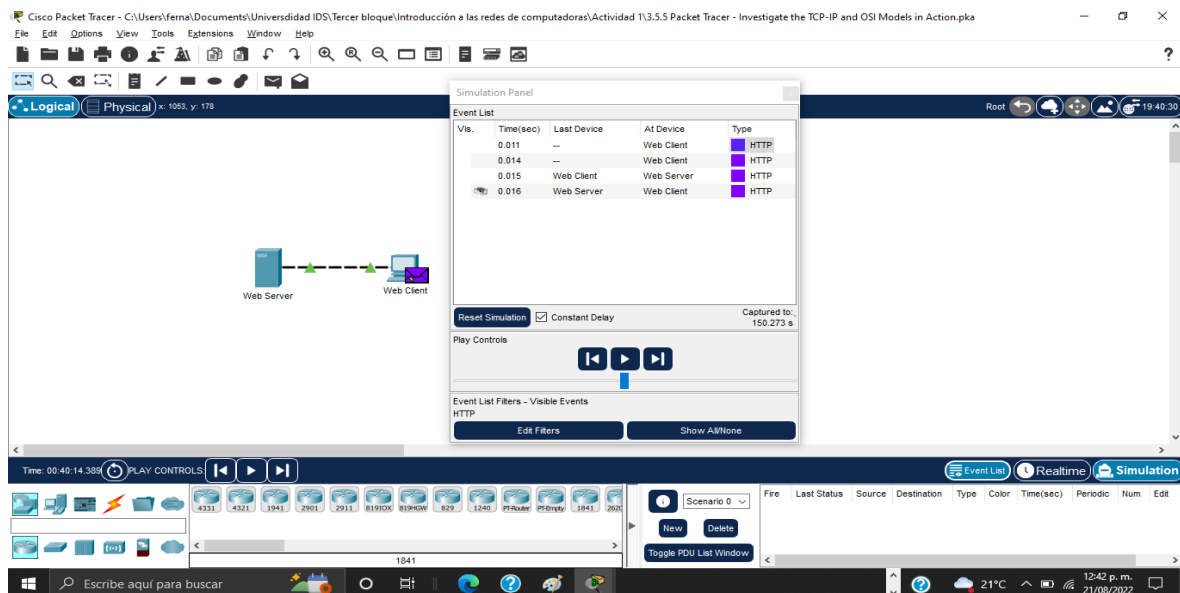 Cisco Packet Tracer - C:\Users\ferna\Documents\Universdidad IDS\Tercer bloque\Introducción a las redes de computadoras\Actividad 1\3.5.5 Packet Tracer - Investigate the TCP-IP and OSI Models in Action.pka
File Edit Options View Tools Extensions Window Help
?
Logical Physical x: 1053, y: 178 Root 19:40:30
Simulation Panel
Event List
Vis. Time(sec) Last Device At Device Type
0.011 -- Web Client HTTP
0.014 -- Web Client HTTP
0.015 Web Client Web Server HTTP
0.016 Web Server Web Client HTTP
Web Server Web Client
Reset Simulation Constant Delay Captured to:
150.273 s
Play Controls
Event List Filters - Visible Events
HTTP
Edit Filters Show All/None
Time: 00:40:14.389 PLAY CONTROLS: Event List Realtime Simulation
4331 4321 1941 2901 2911 819IOX 819HGW 829 1240 PT-Router PT-Empty 1841 2620
Scenario 0
Fire Last Status Source Destination Type Color Time(sec) Periodic Num Edit
New Delete
Toggle PDU List Window
1841
Escribe aquí para buscar
21°C
12:42 p. m.
21/08/2022